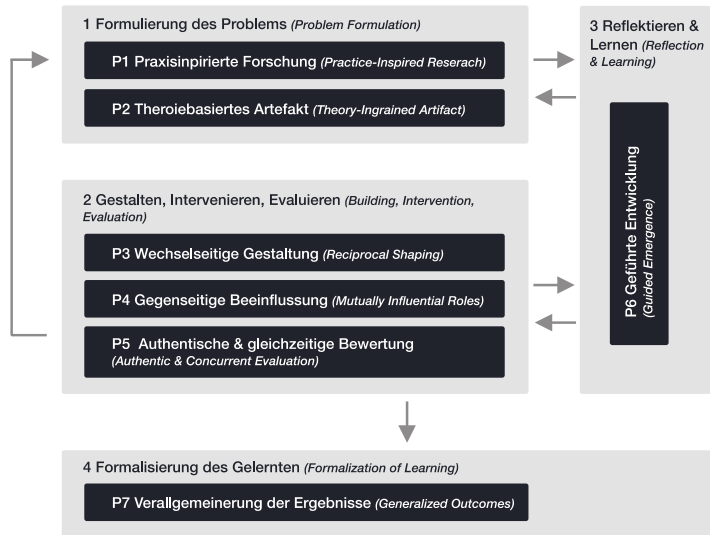 1 Formulierung des Problems (Problem Formulation)
P1 Praxisinpirierte Forschung (Practice-Inspired Reserach)
P2 Theroiebasiertes Artefakt (Theory-Ingrained Artifact)
3 Reflektieren &
Lernen (Reflection
& Learning)
P6 Geführte Entwicklung
(Guided Emergence)
2 Gestalten, Intervenieren, Evaluieren (Building, Intervention,
Evaluation)
P3 Wechselseitige Gestaltung (Reciprocal Shaping)
P4 Gegenseitige Beeinflussung (Mutually Influential Roles)
P5 Authentische & gleichzeitige Bewertung
(Authentic & Concurrent Evaluation)
4 Formalisierung des Gelernten (Formalization of Learning)
P7 Verallgemeinerung der Ergebnisse (Generalized Outcomes)